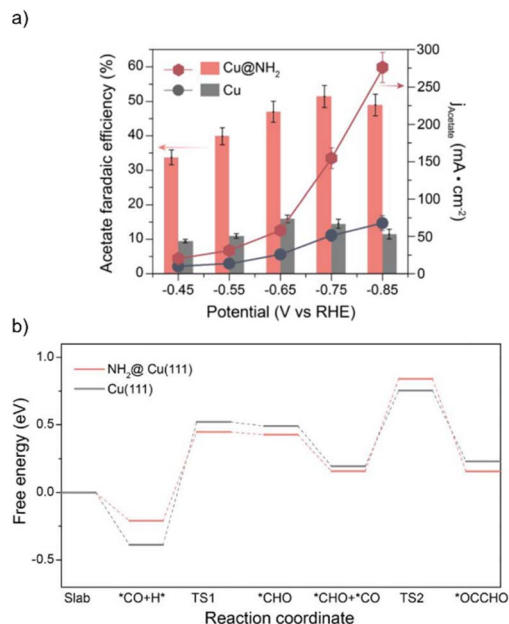 a)
Cu@NH₂
Cu
Acetate faradaic efficiency (%)
60
50
40
30
20
10
0
300
250
200
150
100
50
0
j_Acetate (mA • cm⁻²)
-0.45 -0.55 -0.65 -0.75 -0.85
Potential (V vs RHE)
b)
NH₂@ Cu(111)
Cu(111)
Free energy (eV)
1.0
0.5
0.0
-0.5
Slab *CO+H* TS1 *CHO *CHO+*CO TS2 *OCCHO
Reaction coordinate